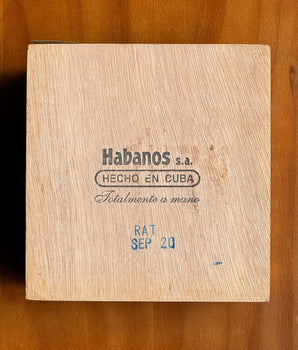 Habanos s.a.
HECHO EN CUBA
Totalmente a mano
RAT
SEP 20